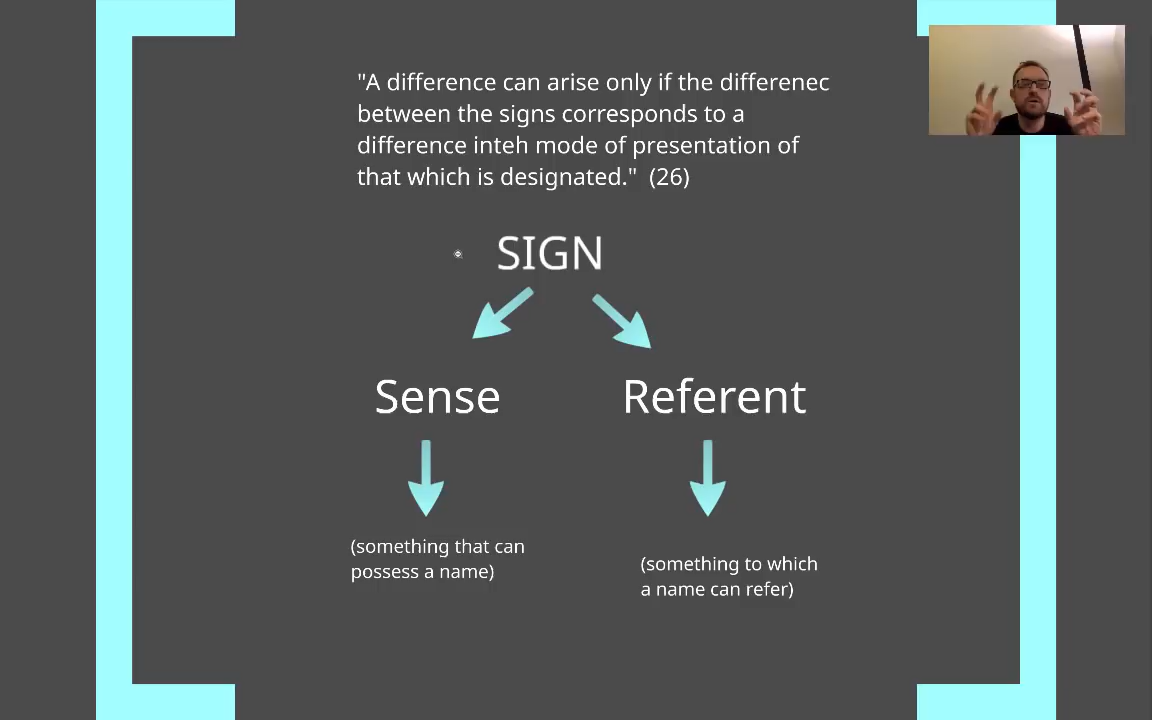 "A difference can arise only if the differenec
between the signs corresponds to a
difference inteh mode of presentation of
that which is designated." (26)
SIGN
Sense
Referent
(something that can
possess a name)
(something to which
a name can refer)